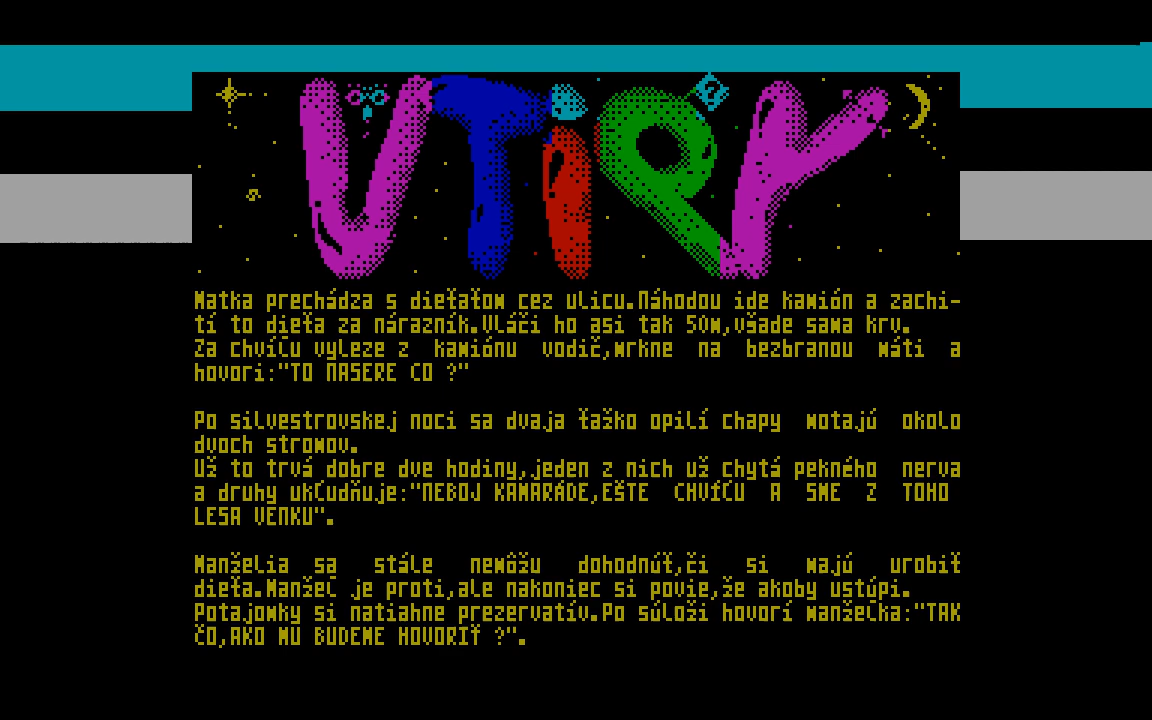 VTIPY
Matka prechádza s dieťaťom cez ulicu.Náhodou ide kamión a zachi-
tí to dieťa za nárazník.Vláči ho asi tak 50m,všade sama krv.
Za chvíľu vyleze z kamiónu vodič,mrkne na bezbranou máti a
hovori:"TO NASERE CO ?"
Po silvestrovskej noci sa dvaja ťažko opilí chapy motajú okolo
dvoch stromov.
Už to trvá dobre dve hodiny,jeden z nich už chytá pekného nerva
a druhy ukľudňuje:"NEBOJ KAMARÁDE,EŠTE CHVÍĽU A SME Z TOHO
LESA VENKU".
Manželia sa stále nemôžu dohodnúť,či si majú urobiť
dieťa.Manžel je proti,ale nakoniec si povie,že akoby ustúpi.
Potajomky si natiahne prezervatív.Po súloži hovorí manželka:"TAK
ČO,AKO MU BUDEME HOVORIŤ ?".